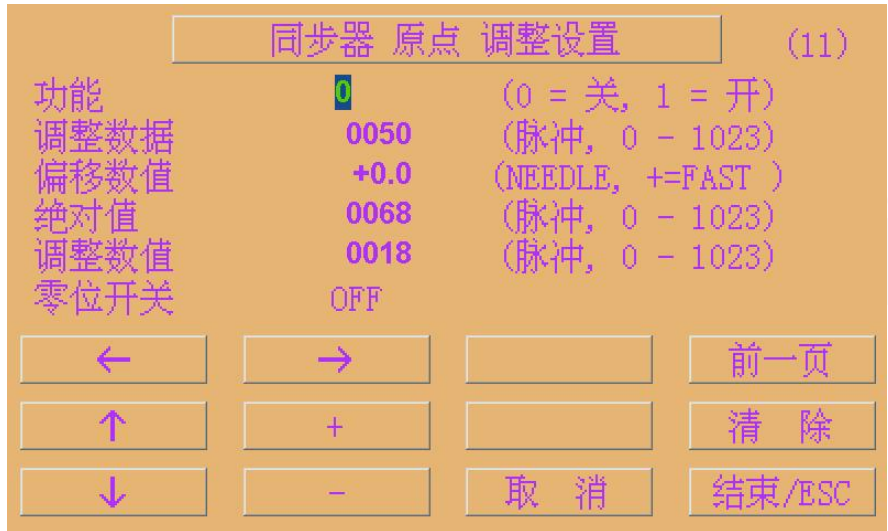 同步器 原点 调整设置 (11)
功能 0 (0 = 关, 1 = 开)
调整数据 0050 (脉冲, 0 - 1023)
偏移数值 +0.0 (NEEDLE, +=FAST )
绝对值 0068 (脉冲, 0 - 1023)
调整数值 0018 (脉冲, 0 - 1023)
零位开关 OFF
← → 前一页
↑ + 清 除
↓ - 取 消 结束/ESC